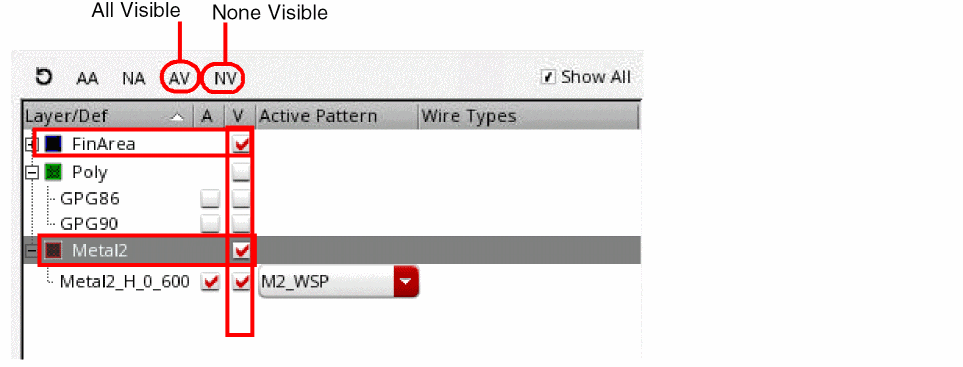 All Visible None Visible
AA NA AV NV Show All
Layer/Def A V Active Pattern Wire Types
FinArea
Poly
GPG86
GPG90
Metal2
Metal2_H_0_600 M2_WSP